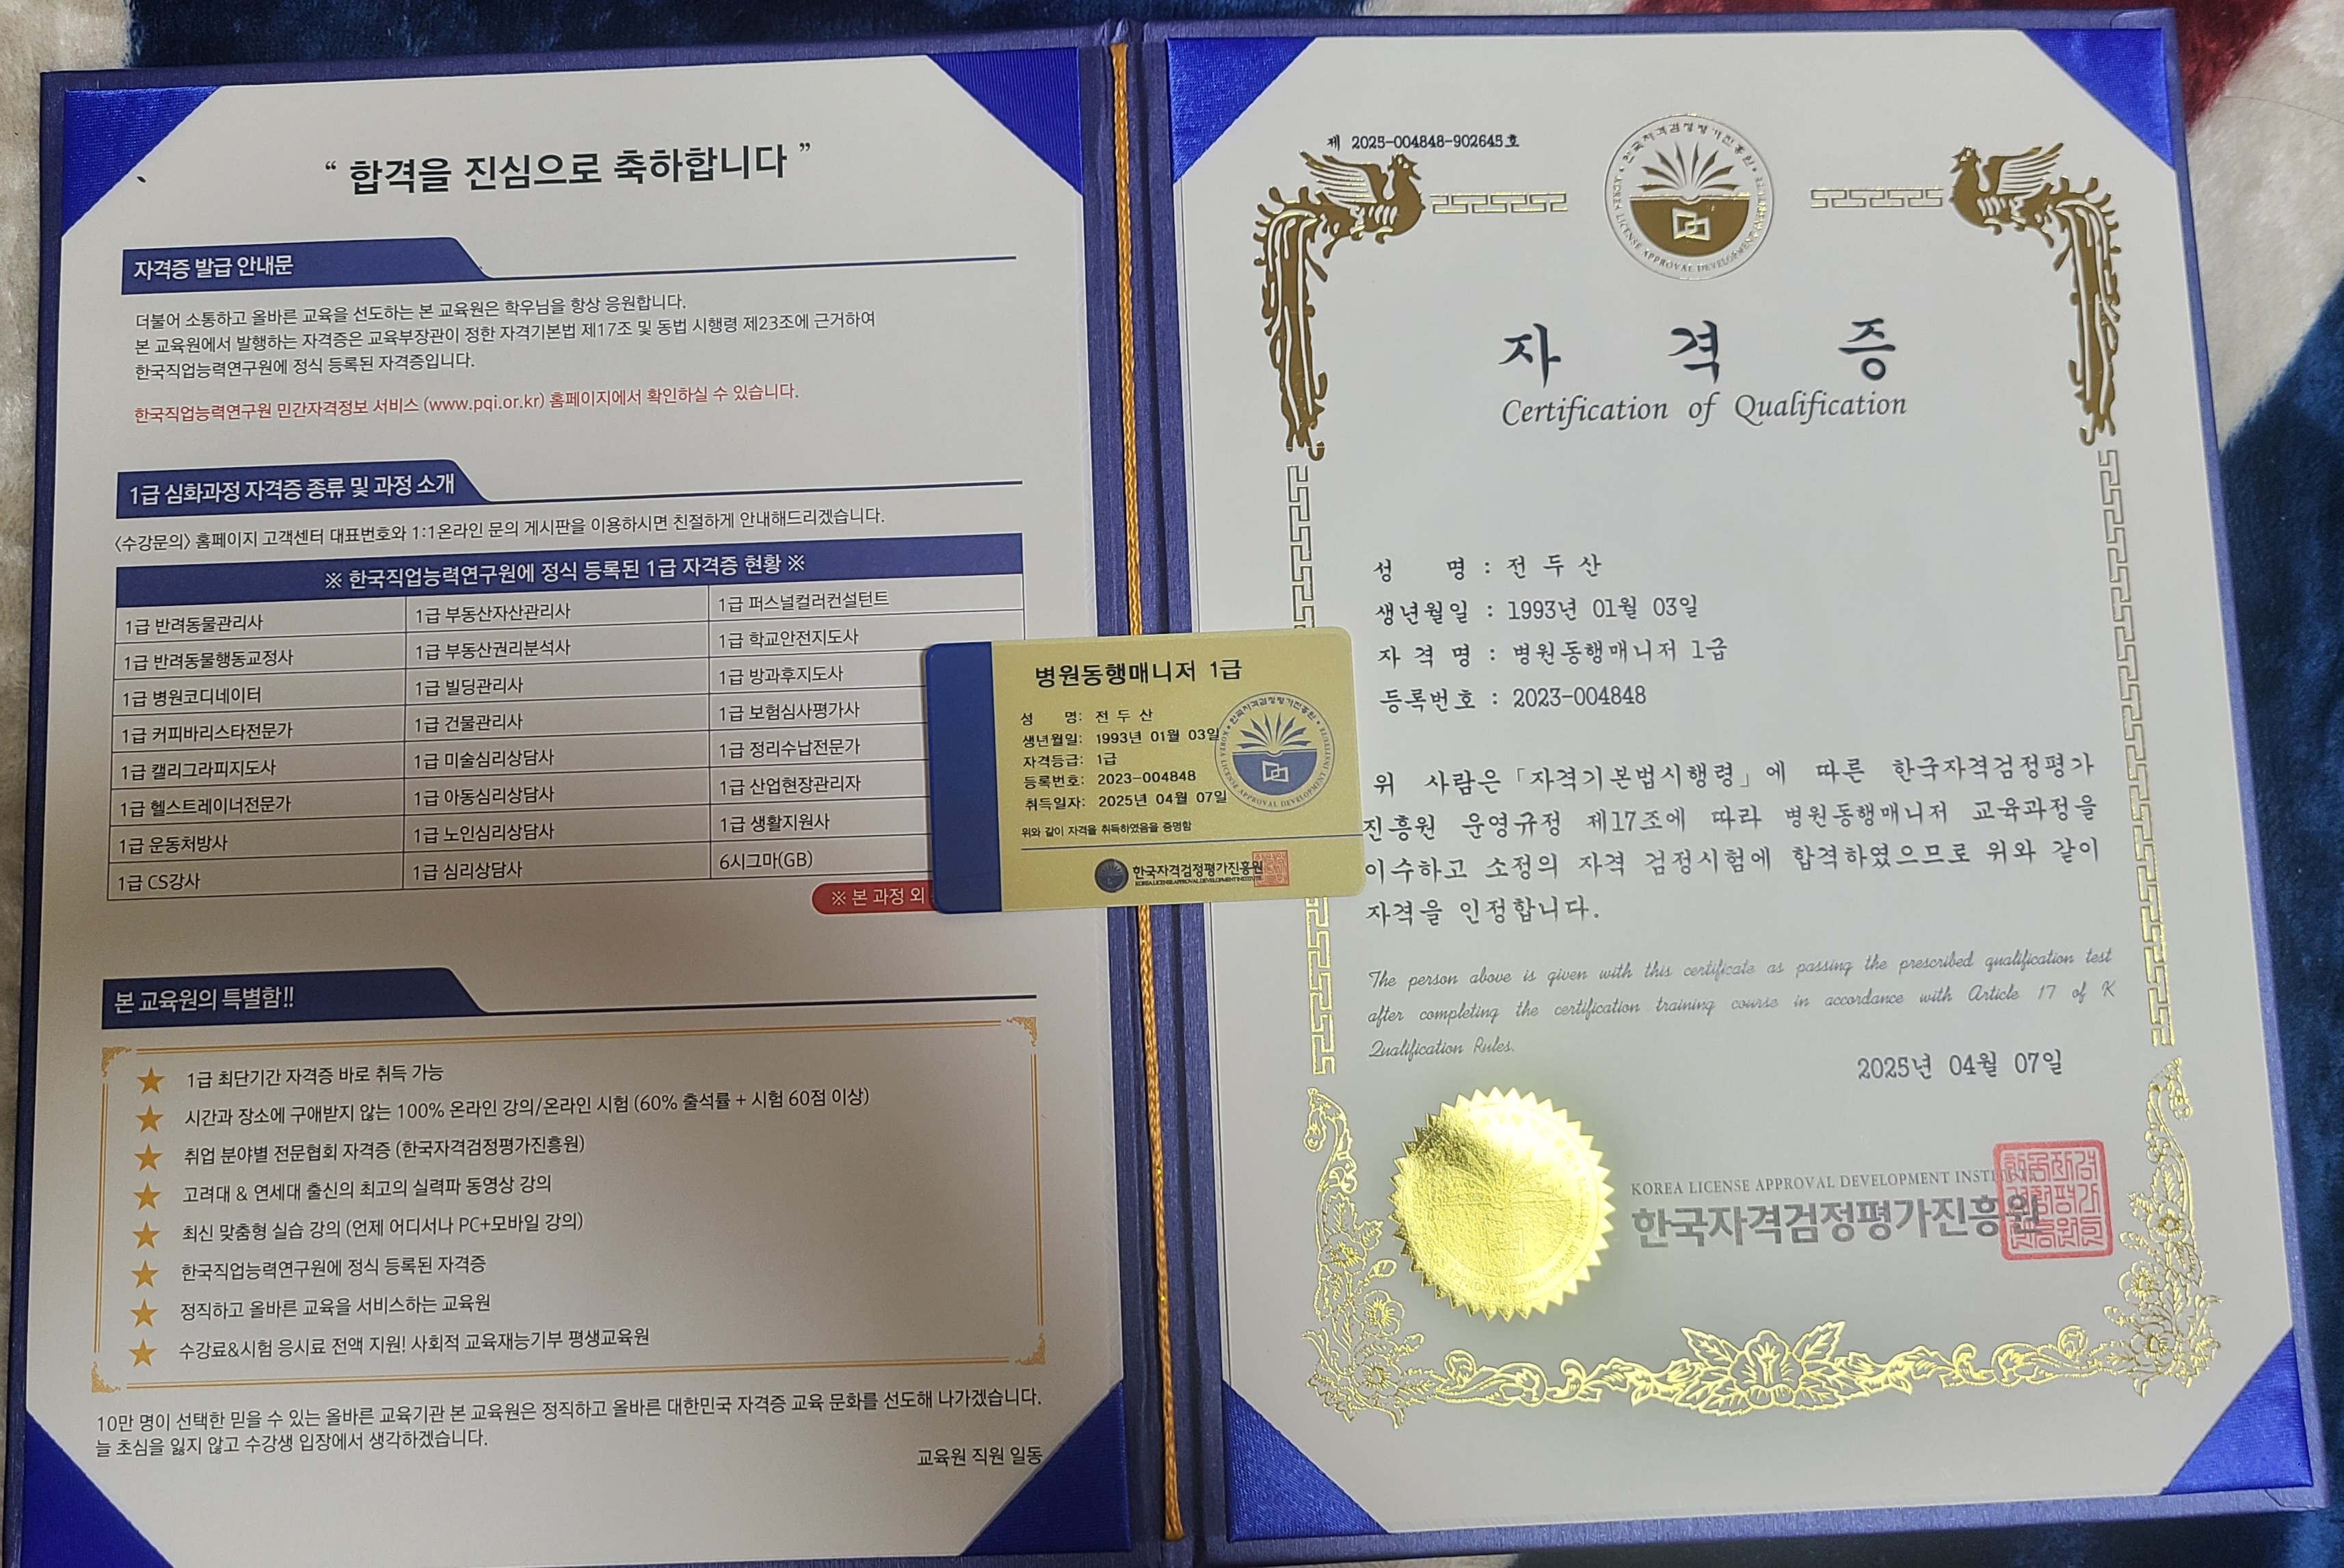 “ 합격을 진심으로 축하합니다 ”
자격증 발급 안내문
더불어 소통하고 올바른 교육을 선도하는 본 교육원은 학우님을 항상 응원합니다.
본 교육원에서 발행하는 자격증은 교육부장관이 정한 자격기본법 제17조 및 동법 시행령 제23조에 근거하여
한국직업능력연구원에 정식 등록된 자격증입니다.
한국직업능력연구원 민간자격정보 서비스 (www.pqi.or.kr) 홈페이지에서 확인하실 수 있습니다.
1급 심화과정 자격증 종류 및 과정 소개
〈수강문의〉 홈페이지 고객센터 대표번호와 1:1온라인 문의 게시판을 이용하시면 친절하게 안내해드리겠습니다.
※ 한국직업능력연구원에 정식 등록된 1급 자격증 현황 ※
1급 반려동물관리사 1급 부동산자산관리사 1급 퍼스널컬러컨설턴트
1급 반려동물행동교정사 1급 부동산권리분석사 1급 학교안전지도사
1급 병원코디네이터 1급 빌딩관리사 1급 방과후지도사
1급 커피바리스타전문가 1급 건물관리사 1급 보험심사평가사
1급 캘리그라피지도사 1급 미술심리상담사 1급 정리수납전문가
1급 헬스트레이너전문가 1급 아동심리상담사 1급 산업현장관리자
1급 운동처방사 1급 노인심리상담사 1급 생활지원사
1급 CS강사 1급 심리상담사 6시그마(GB)
※ 본 과정 외
본 교육원의 특별함!!
★ 1급 최단기간 자격증 바로 취득 가능
★ 시간과 장소에 구애받지 않는 100% 온라인 강의/온라인 시험 (60% 출석률 + 시험 60점 이상)
★ 취업 분야별 전문협회 자격증 (한국자격검정평가진흥원)
★ 고려대 & 연세대 출신의 최고의 실력파 동영상 강의
★ 최신 맞춤형 실습 강의 (언제 어디서나 PC+모바일 강의)
★ 한국직업능력연구원에 정식 등록된 자격증
★ 정직하고 올바른 교육을 서비스하는 교육원
★ 수강료&시험 응시료 전액 지원! 사회적 교육재능기부 평생교육원
10만 명이 선택한 믿을 수 있는 올바른 교육기관 본 교육원은 정직하고 올바른 대한민국 자격증 교육 문화를 선도해 나가겠습니다.
늘 초심을 잃지 않고 수강생 입장에서 생각하겠습니다.
교육원 직원 일동
병원동행매니저 1급
성 명: 전 두 산
생년월일: 1993년 01월 03일
자격등급: 1급
등록번호: 2023-004848
취득일자: 2025년 04월 07일
위와 같이 자격을 취득하였음을 증명함
한국자격검정평가진흥원
KOREA LICENSE APPROVAL DEVELOPMENT INSTITUTE
한국자격검정평가진흥원
KOREA LICENSE APPROVAL DEVELOPMENT INSTITUTE
제 2025-004848-902645호
한국자격검정평가진흥원
KOREA LICENSE APPROVAL DEVELOPMENT INSTITUTE
자 격 증
Certification of Qualification
성 명 : 전 두 산
생년월일 : 1993년 01월 03일
자 격 명 : 병원동행매니저 1급
등록번호 : 2023-004848
위 사람은「자격기본법시행령」에 따른 한국자격검정평가
진흥원 운영규정 제17조에 따라 병원동행매니저 교육과정을
이수하고 소정의 자격 검정시험에 합격하였으므로 위와 같이
자격을 인정합니다.
The person above is given with this certificate as passing the prescribed qualification test
after completing the certification training course in accordance with Article 17 of K
Qualification Rules.
2025년 04월 07일
KOREA LICENSE APPROVAL DEVELOPMENT INSTITUTE
한국자격검정평가진흥원